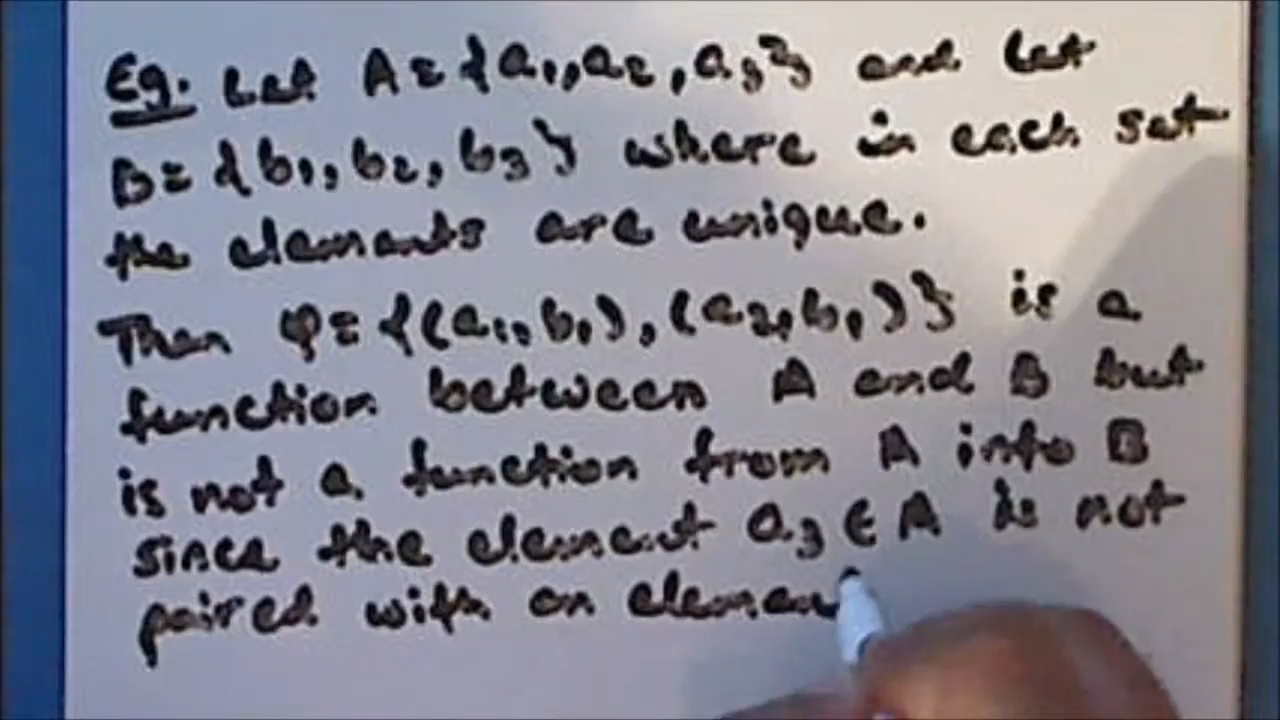 Eg. Let A = {a₁, a₂, a₃} and let
B = {b₁, b₂, b₃} where in each set
the elements are unique.
Then φ = {(a₁, b₁), (a₂, b₁)} is a
function between A and B but
is not a function from A into B
since the element a₃ ∈ A is not
paired with an elemen